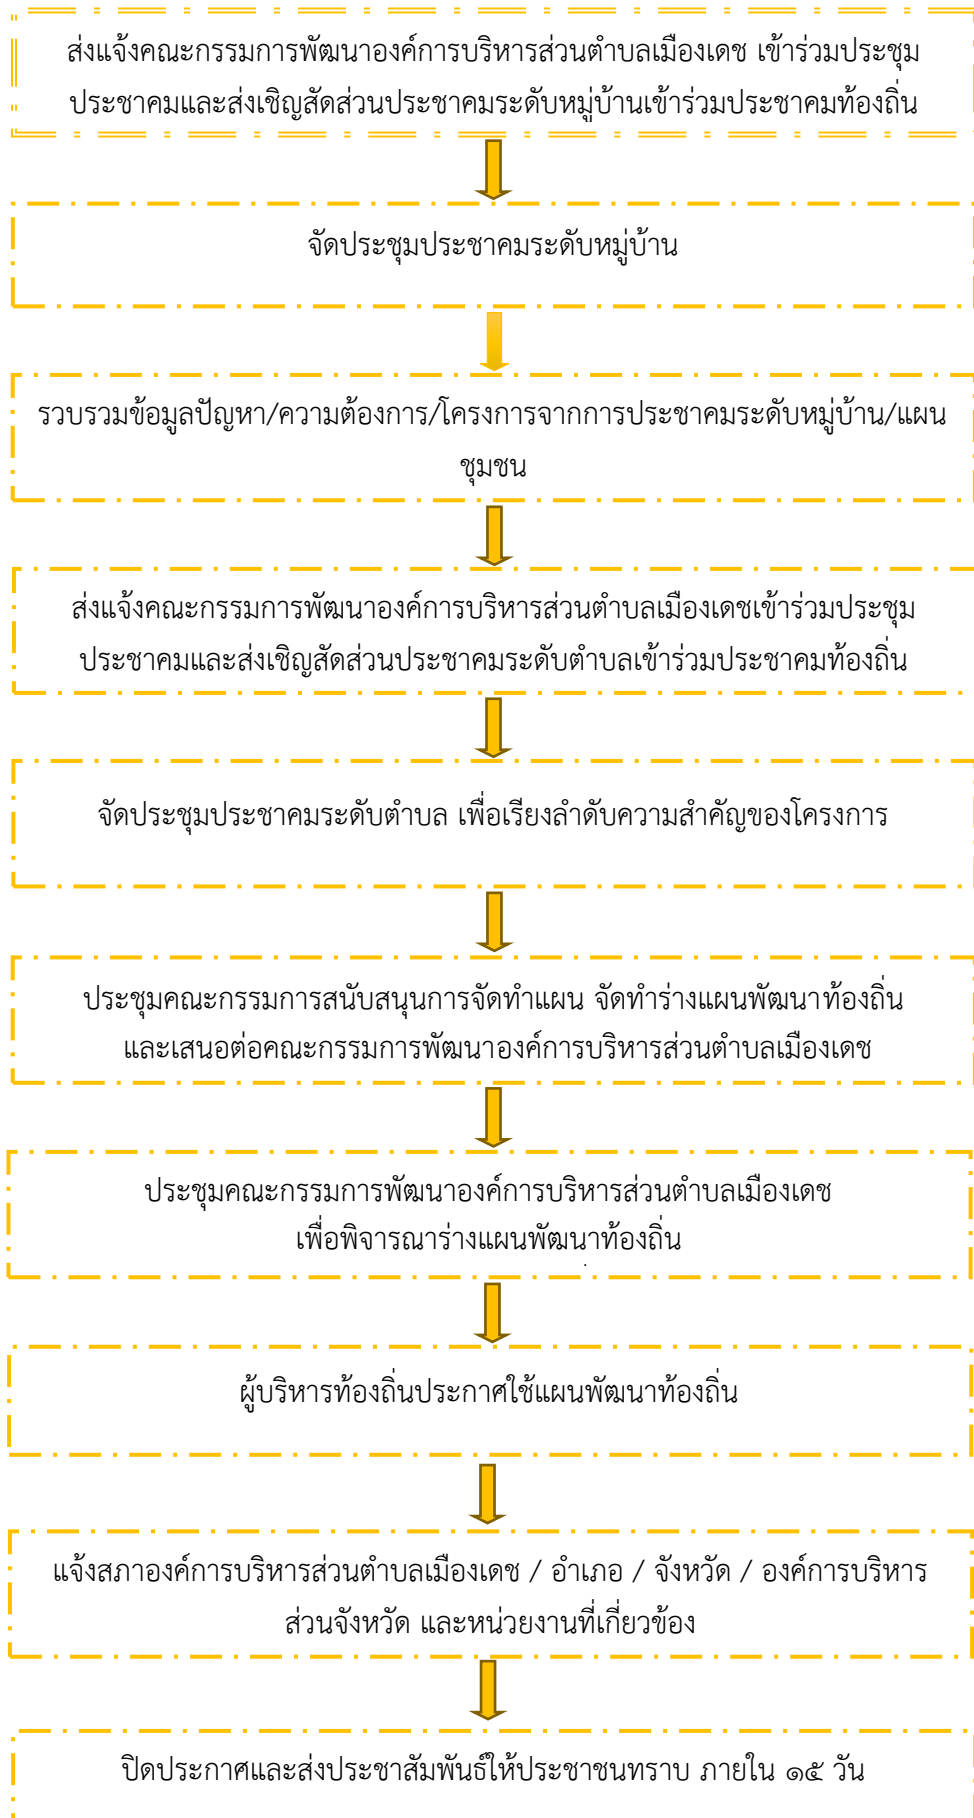 ส่งแจ้งคณะกรรมการพัฒนาองค์การบริหารส่วนตำบลเมืองเดช เข้าร่วมประชุม
ประชาคมและส่งเชิญสัดส่วนประชาคมระดับหมู่บ้านเข้าร่วมประชาคมท้องถิ่น
จัดประชุมประชาคมระดับหมู่บ้าน
รวบรวมข้อมูลปัญหา/ความต้องการ/โครงการจากการประชาคมระดับหมู่บ้าน/แผน
ชุมชน
ส่งแจ้งคณะกรรมการพัฒนาองค์การบริหารส่วนตำบลเมืองเดชเข้าร่วมประชุม
ประชาคมและส่งเชิญสัดส่วนประชาคมระดับตำบลเข้าร่วมประชาคมท้องถิ่น
จัดประชุมประชาคมระดับตำบล เพื่อเรียงลำดับความสำคัญของโครงการ
ประชุมคณะกรรมการสนับสนุนการจัดทำแผน จัดทำร่างแผนพัฒนาท้องถิ่น
และเสนอต่อคณะกรรมการพัฒนาองค์การบริหารส่วนตำบลเมืองเดช
ประชุมคณะกรรมการพัฒนาองค์การบริหารส่วนตำบลเมืองเดช
เพื่อพิจารณาร่างแผนพัฒนาท้องถิ่น
ผู้บริหารท้องถิ่นประกาศใช้แผนพัฒนาท้องถิ่น
แจ้งสภาองค์การบริหารส่วนตำบลเมืองเดช / อำเภอ / จังหวัด / องค์การบริหาร
ส่วนจังหวัด และหน่วยงานที่เกี่ยวข้อง
ปิดประกาศและส่งประชาสัมพันธ์ให้ประชาชนทราบ ภายใน ๑๕ วัน